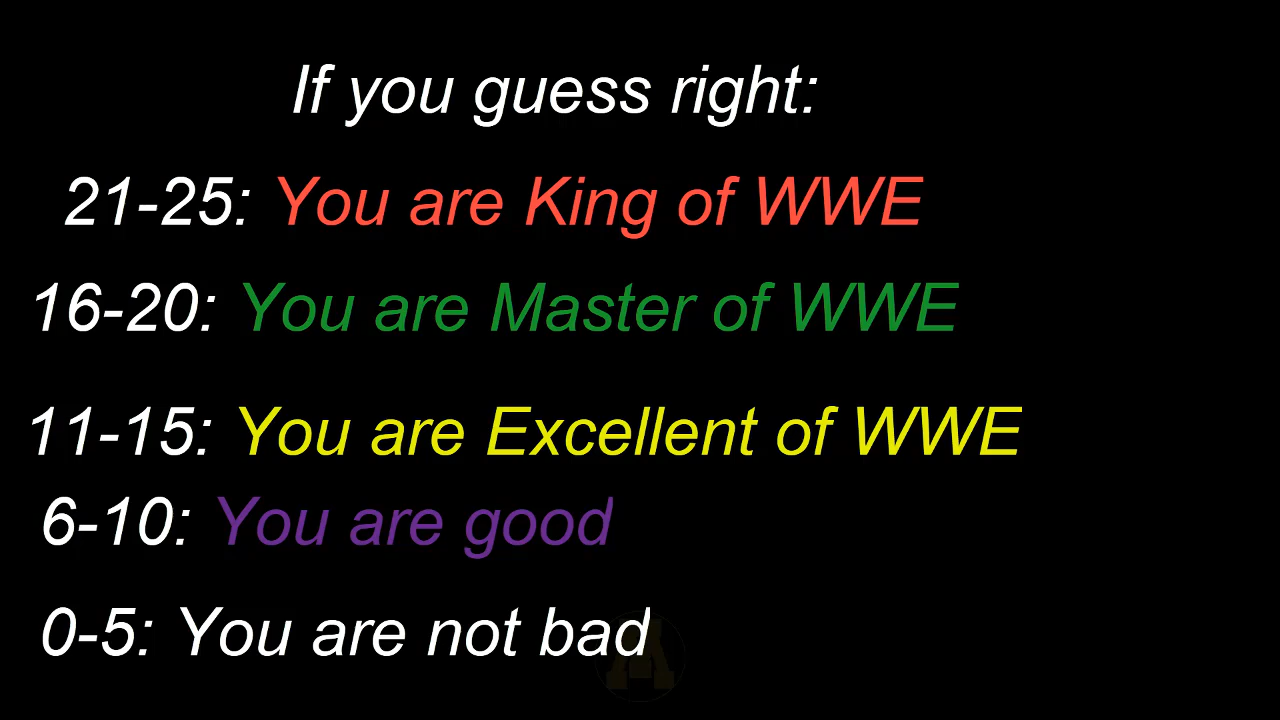 If you guess right:
21-25: You are King of WWE
16-20: You are Master of WWE
11-15: You are Excellent of WWE
6-10: You are good
0-5: You are not bad